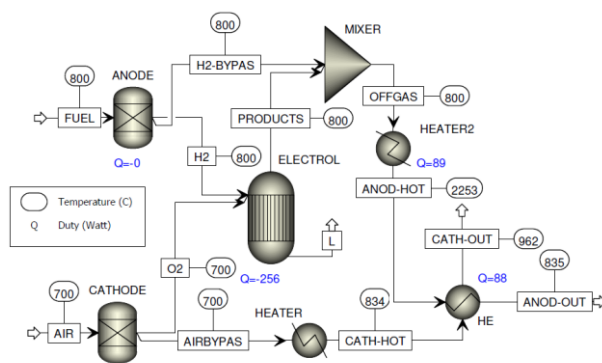 800
MIXER
H2-BYPAS
ANODE
800
FUEL
OFFGAS
800
PRODUCTS
800
HEATER2
H2
800
ELECTROL
Q=-0
Q=89
Temperature (C)
Q
Duty (Watt)
ANOD-HOT
2253
L
CATH-OUT
962
O2
700
Q=-256
Q=88
835
700
CATHODE
700
HEATER
834
ANOD-OUT
AIR
AIRBYPAS
CATH-HOT
HE